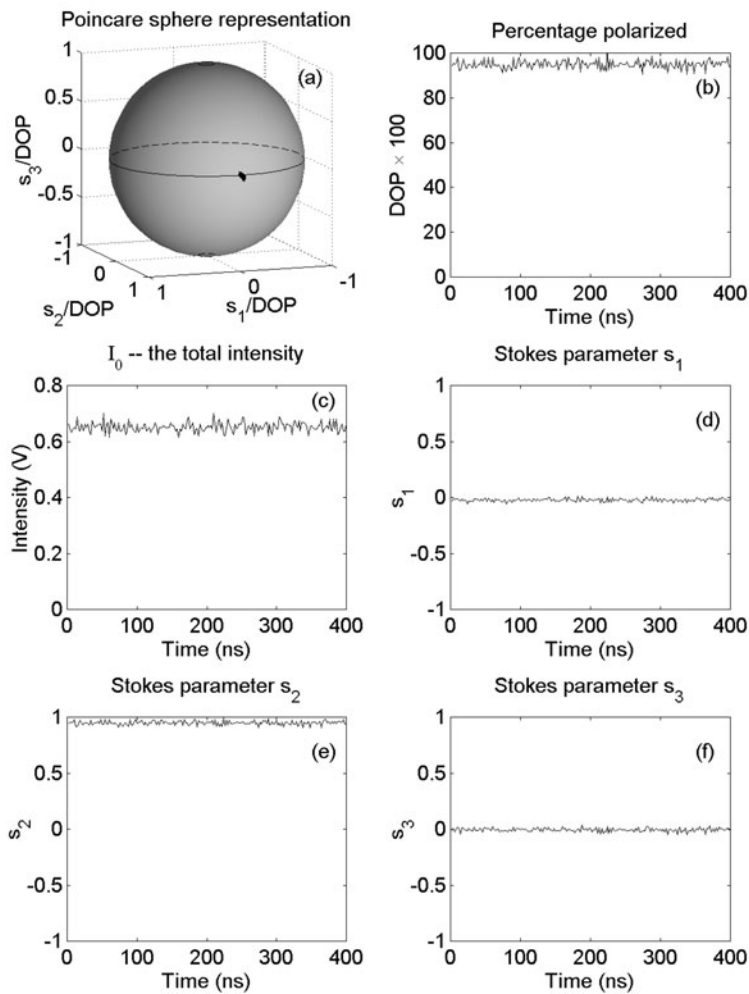 Poincare sphere representation
(a)
1
0.5
0
-0.5
-1
s3/DOP
-1
0
1
s2/DOP
1
0
-1
s1/DOP
Percentage polarized
(b)
100
80
60
40
20
0
DOP × 100
0 100 200 300 400
Time (ns)
I0 -- the total intensity
(c)
0.8
0.6
0.4
0.2
0
Intensity (V)
0 100 200 300 400
Time (ns)
Stokes parameter s1
(d)
1
0.5
0
-0.5
-1
s1
0 100 200 300 400
Time (ns)
Stokes parameter s2
(e)
1
0.5
0
-0.5
-1
s2
0 100 200 300 400
Time (ns)
Stokes parameter s3
(f)
1
0.5
0
-0.5
-1
s3
0 100 200 300 400
Time (ns)